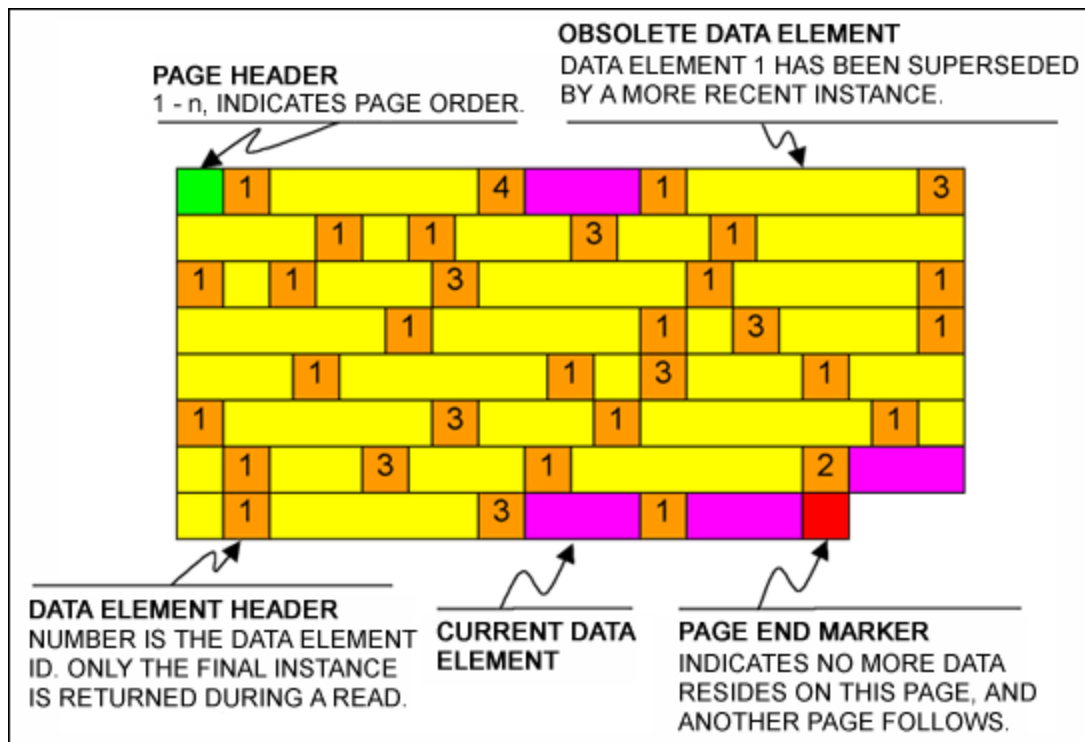 OBSOLETE DATA ELEMENT
DATA ELEMENT 1 HAS BEEN SUPERSEDED
BY A MORE RECENT INSTANCE.
PAGE HEADER
1 - n, INDICATES PAGE ORDER.
1 4 1 3
1 1 3 1
1 1 3 1 1
1 1 3 1
1 1 3 1
1 3 1 1
1 3 1 2
1 3 1
DATA ELEMENT HEADER
NUMBER IS THE DATA ELEMENT
ID. ONLY THE FINAL INSTANCE
IS RETURNED DURING A READ.
CURRENT DATA
ELEMENT
PAGE END MARKER
INDICATES NO MORE DATA
RESIDES ON THIS PAGE, AND
ANOTHER PAGE FOLLOWS.